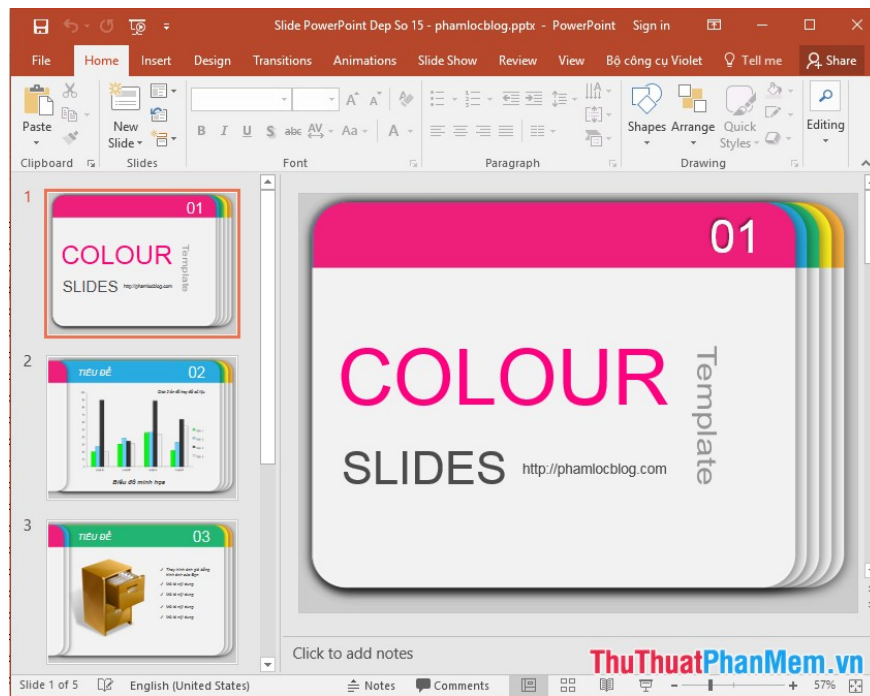 Slide PowerPoint Dep So 15 - phamlocblog.pptx - PowerPoint Sign in
File Home Insert Design Transitions Animations Slide Show Review View Bộ công cụ Violet Tell me Share
Paste
New Slide
B I U S abc AV Aa A
Shapes Arrange Quick Styles
Editing
Clipboard Slides Font Paragraph Drawing
1
01
COLOUR
SLIDES http://phamlocblog.com
Template
2
TIÊU ĐỀ 02
Biểu đồ minh họa
3
TIÊU ĐỀ 03
01
COLOUR
SLIDES http://phamlocblog.com
Template
Click to add notes
ThuThuatPhanMem.vn
Slide 1 of 5 English (United States) Notes Comments 57%